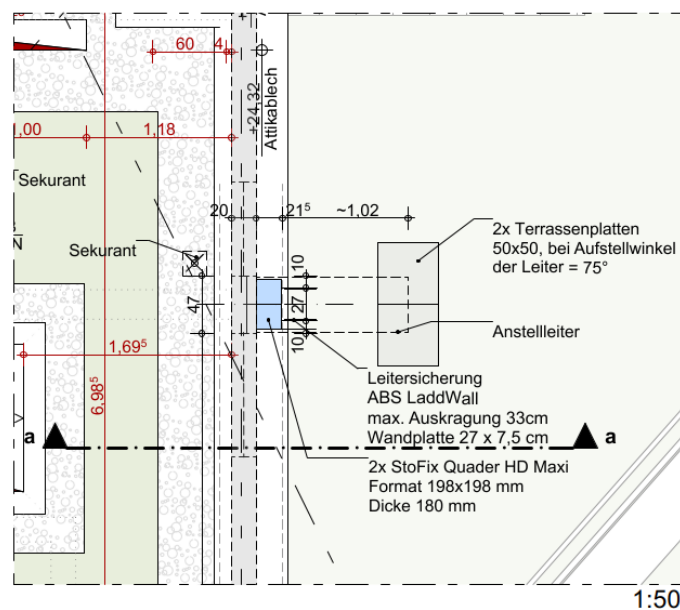 60 4
+24,32
Attikablech
1,00
1,18
Sekurant
N
Sekurant
20
21⁵
~1,02
2x Terrassenplatten
50x50, bei Aufstellwinkel
der Leiter = 75°
10
47
27
10
Anstellleiter
1,69⁵
6,98⁵
Leitersicherung
ABS LaddWall
max. Auskragung 33cm
Wandplatte 27 x 7,5 cm
a
a
2x StoFix Quader HD Maxi
Format 198x198 mm
Dicke 180 mm
1:50